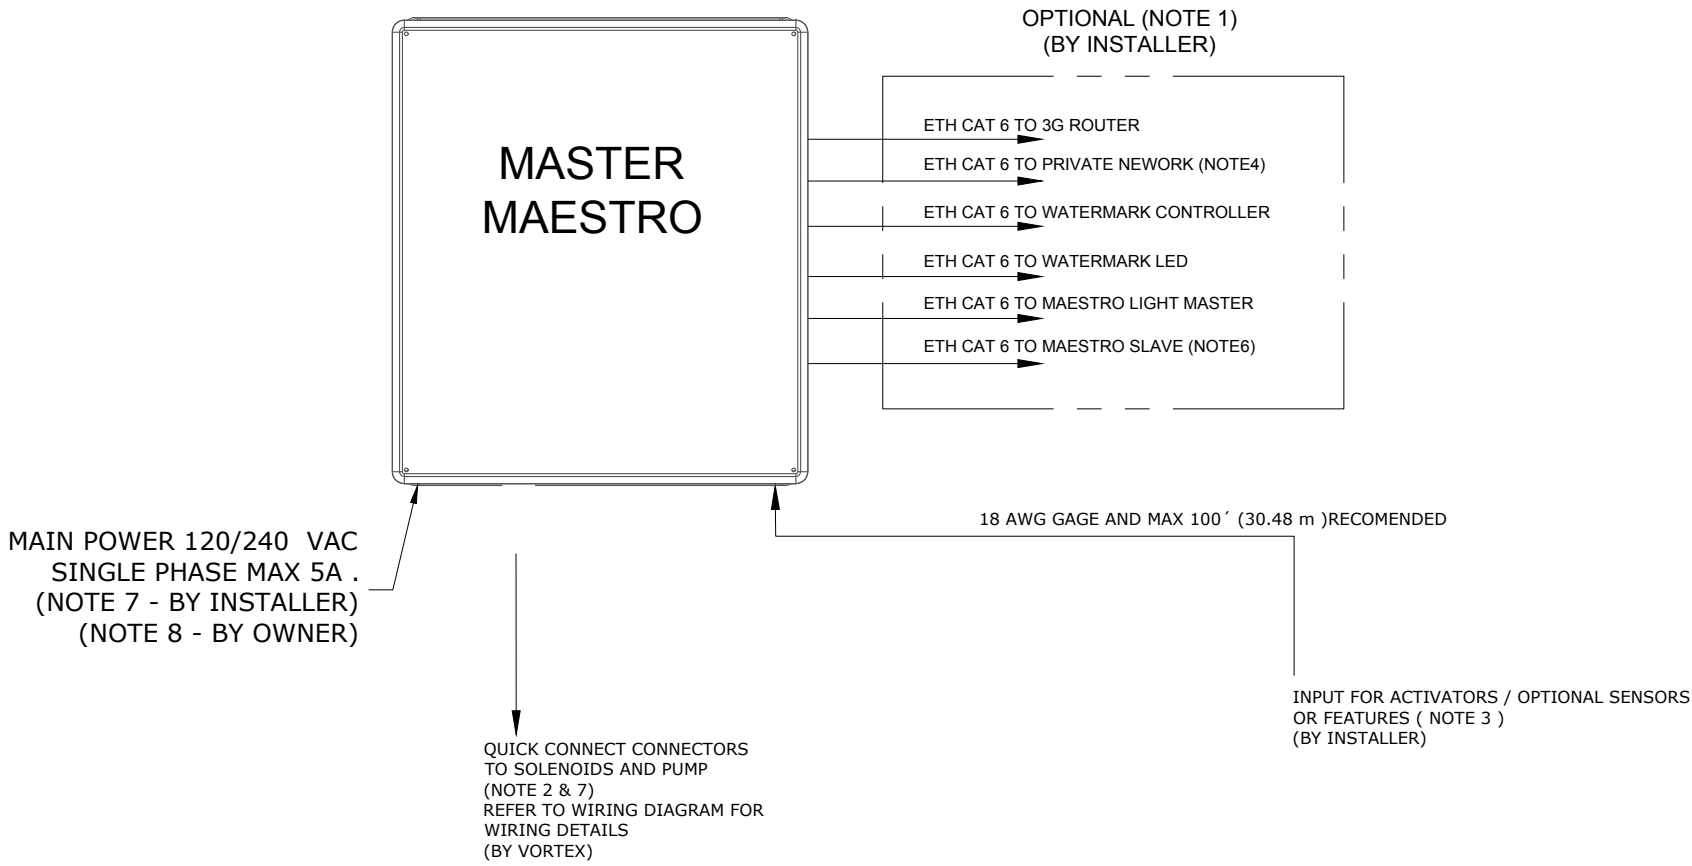 OPTIONAL (NOTE 1)
(BY INSTALLER)
MASTER
MAESTRO
ETH CAT 6 TO 3G ROUTER
ETH CAT 6 TO PRIVATE NEWORK (NOTE4)
ETH CAT 6 TO WATERMARK CONTROLLER
ETH CAT 6 TO WATERMARK LED
ETH CAT 6 TO MAESTRO LIGHT MASTER
ETH CAT 6 TO MAESTRO SLAVE (NOTE6)
18 AWG GAGE AND MAX 100´ (30.48 m )RECOMENDED
MAIN POWER 120/240 VAC
SINGLE PHASE MAX 5A .
(NOTE 7 - BY INSTALLER)
(NOTE 8 - BY OWNER)
INPUT FOR ACTIVATORS / OPTIONAL SENSORS
OR FEATURES ( NOTE 3 )
(BY INSTALLER)
QUICK CONNECT CONNECTORS
TO SOLENOIDS AND PUMP
(NOTE 2 & 7)
REFER TO WIRING DIAGRAM FOR
WIRING DETAILS
(BY VORTEX)